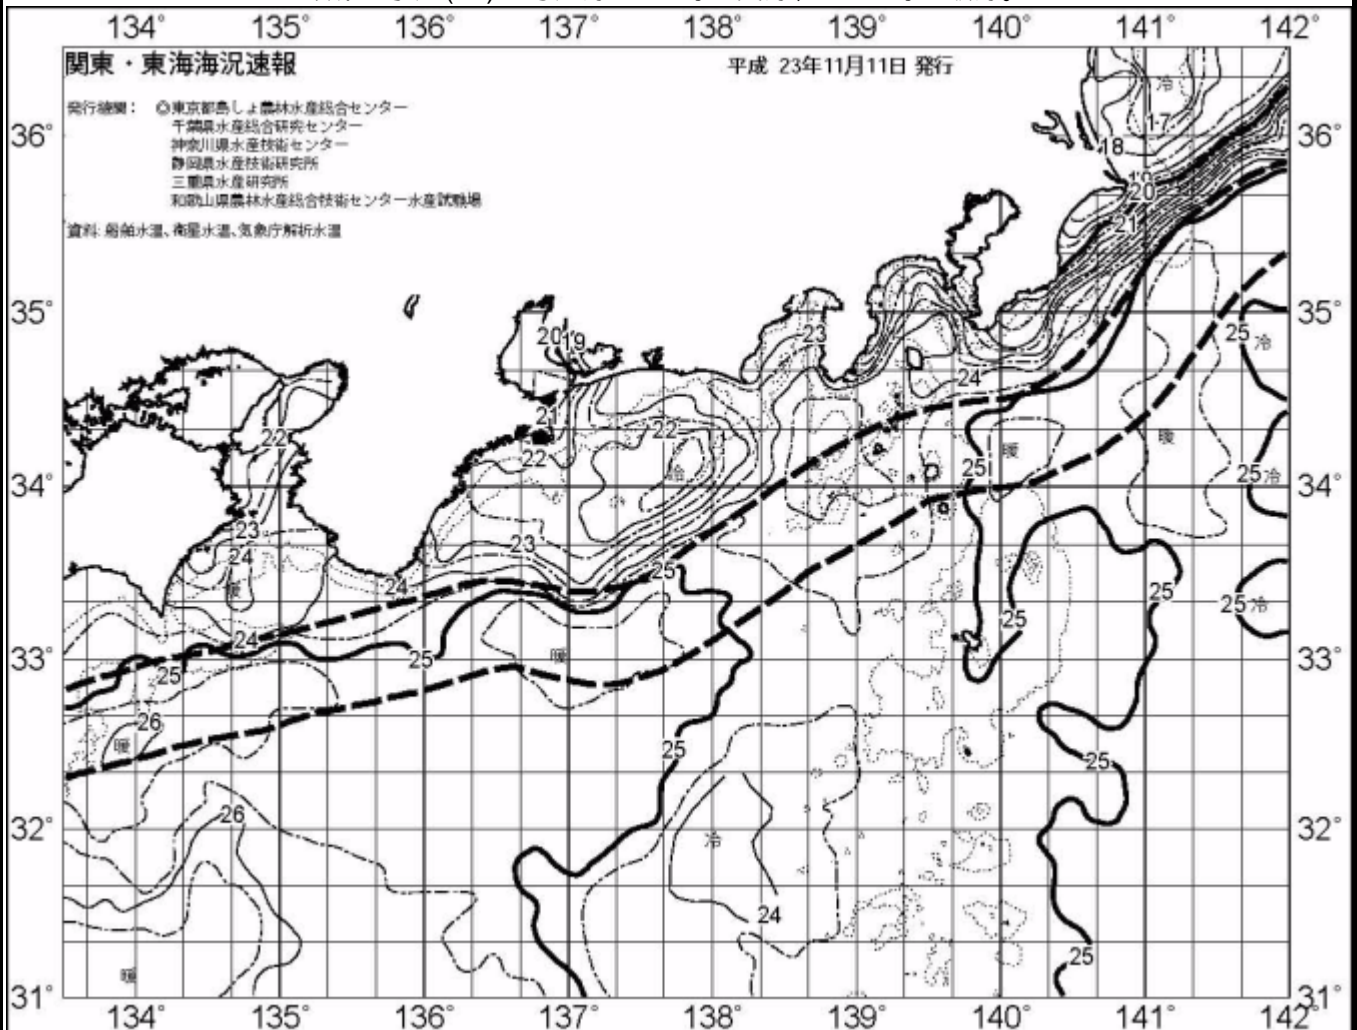 134° 135° 136° 137° 138° 139° 140° 141° 142°
関東・東海海況速報
平成 23年11月11日 発行
発行機関： ◎東京都島しょ農林水産総合センター
千葉県水産総合研究センター
神奈川県水産技術センター
静岡県水産技術研究所
三重県水産研究所
和歌山県農林水産総合技術センター水産試験場
資料: 船舶水温、衛星水温、気象庁解析水温
冷
17
36° 18 36°
19
20
21
35° 35°
20 19 23 25 冷
24
21
22 22 22 暖 暖
冷 25 25 冷
34° 34°
23 23
24 24 25
暖 25 25 冷
25
24 25 暖
33° 33°
25
26 暖 25 25
26
32° 冷 32°
24
25
暖
31° 31°
134° 135° 136° 137° 138° 139° 140° 141° 142°